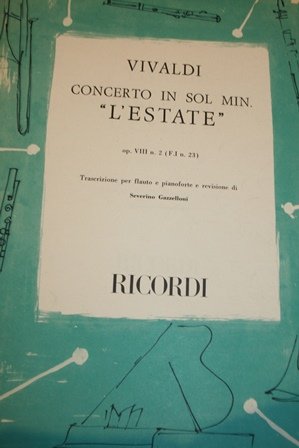 VIVALDI
CONCERTO IN SOL MIN.
"L'ESTATE"
op. VIII n. 2 (F.I n. 23)
Trascrizione per flauto e pianoforte e revisione di
Severino Gazzelloni
RICORDI